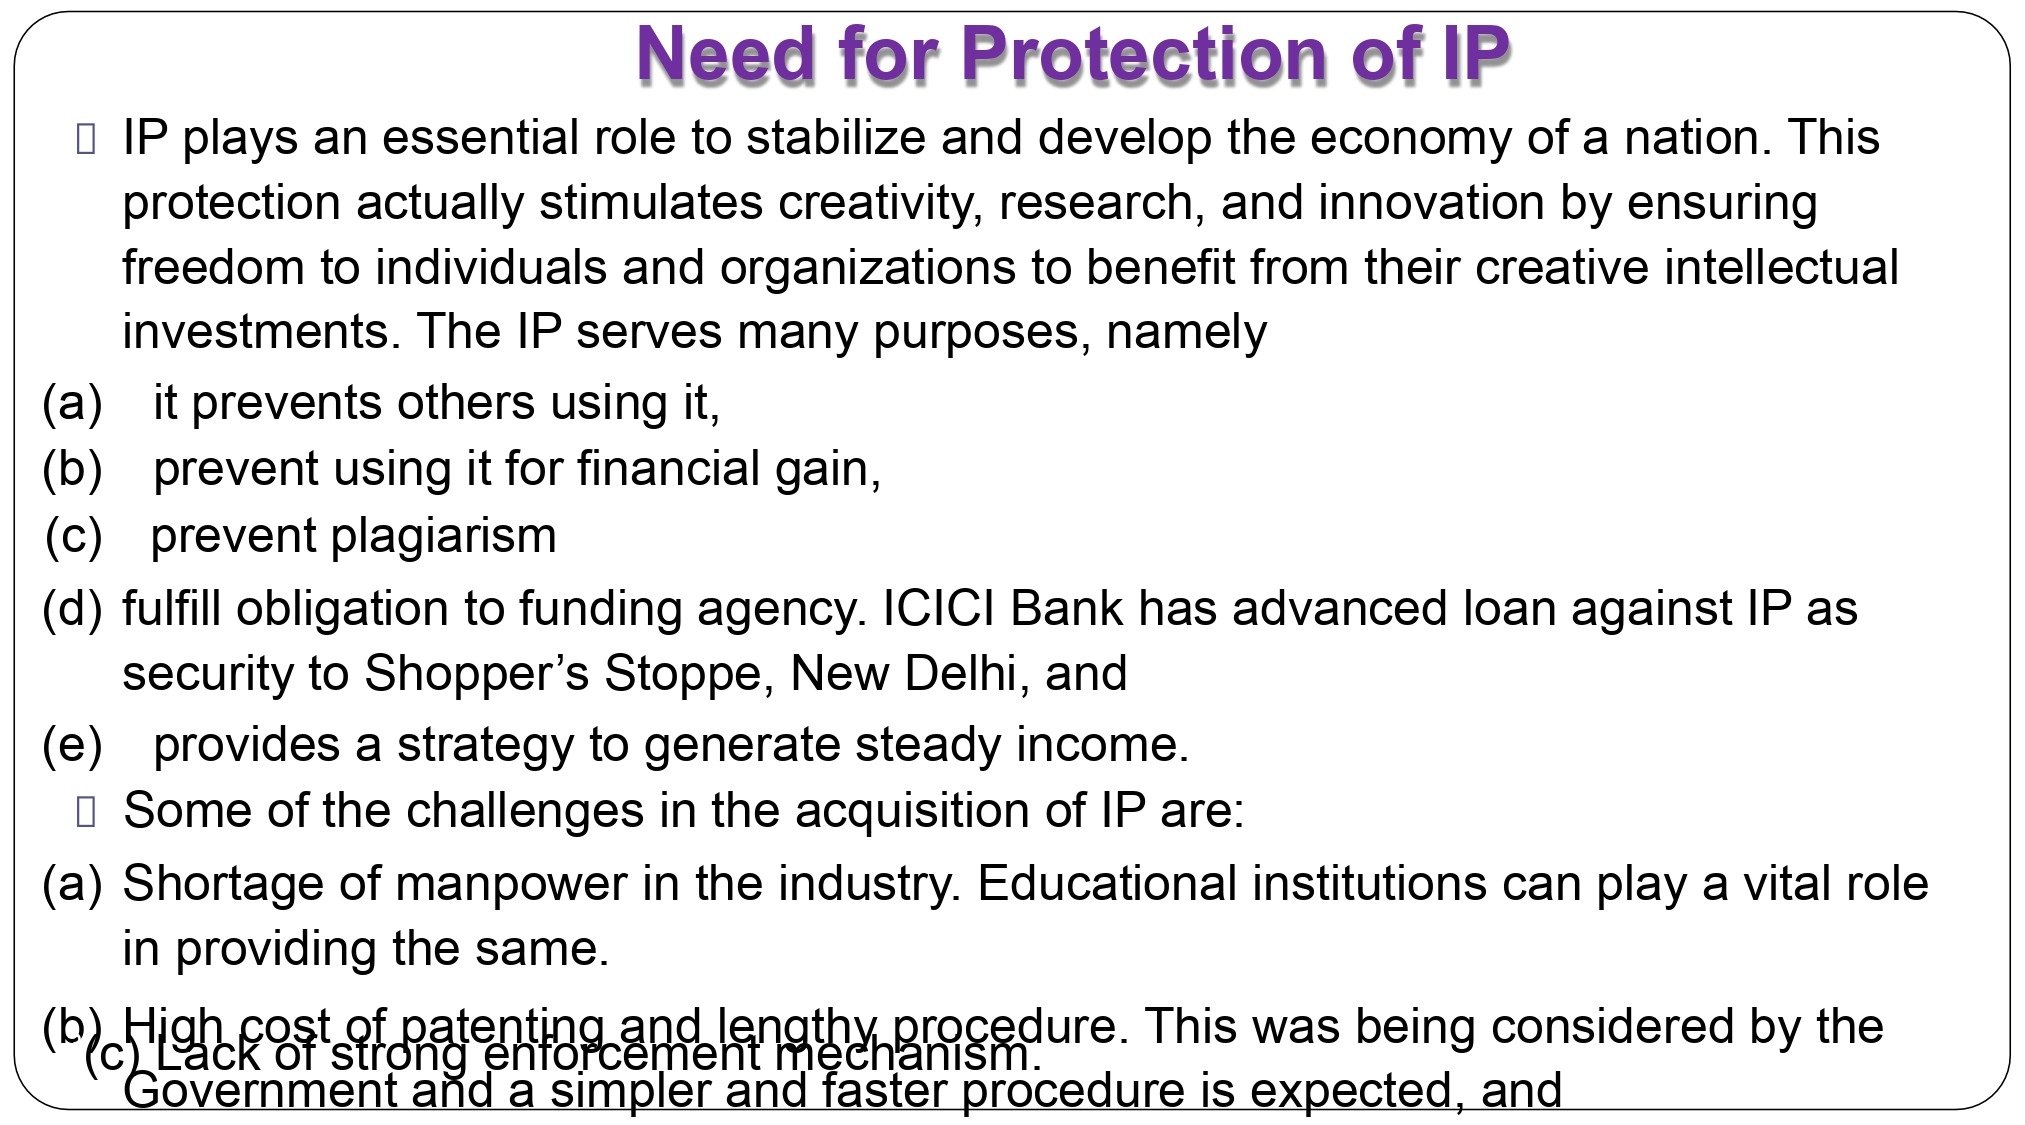 Need for Protection of IP
IP plays an essential role to stabilize and develop the economy of a nation. This
protection actually stimulates creativity, research, and innovation by ensuring
freedom to individuals and organizations to benefit from their creative intellectual
investments. The IP serves many purposes, namely
(a) it prevents others using it,
(b) prevent using it for financial gain,
(c) prevent plagiarism
(d) fulfill obligation to funding agency. ICICI Bank has advanced loan against IP as
security to Shopper’s Stoppe, New Delhi, and
(e) provides a strategy to generate steady income.
Some of the challenges in the acquisition of IP are:
(a) Shortage of manpower in the industry. Educational institutions can play a vital role
in providing the same.
(b) High cost of patenting and lengthy procedure. This was being considered by the
Government and a simpler and faster procedure is expected, and
(c) Lack of strong enforcement mechanism.